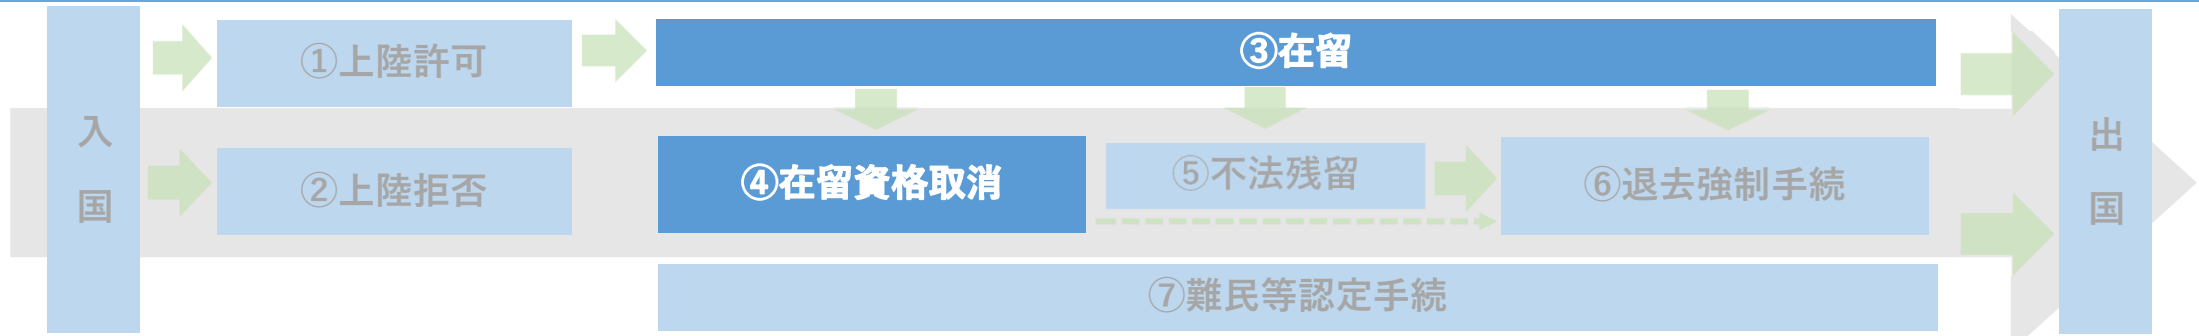 入国
①上陸許可
②上陸拒否
③在留
④在留資格取消
⑤不法残留
⑥退去強制手続
⑦難民等認定手続
出国